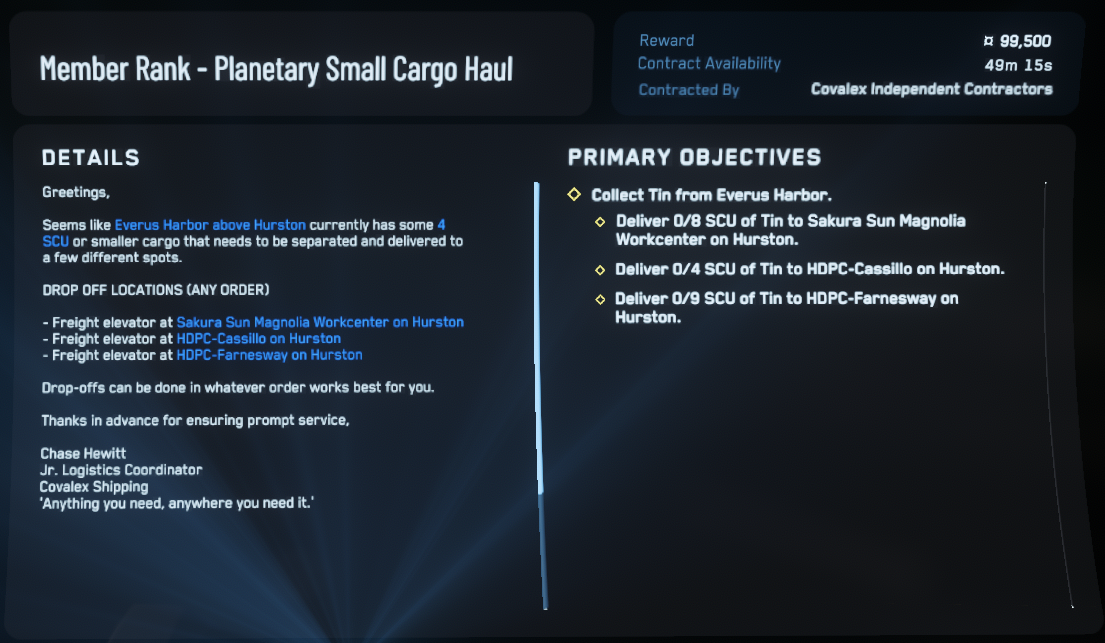 Member Rank - Planetary Small Cargo Haul
Reward ¤ 99,500
Contract Availability 49m 15s
Contracted By Covalex Independent Contractors
DETAILS
Greetings,
Seems like Everus Harbor above Hurston currently has some 4
SCU or smaller cargo that needs to be separated and delivered to
a few different spots.
DROP OFF LOCATIONS (ANY ORDER)
- Freight elevator at Sakura Sun Magnolia Workcenter on Hurston
- Freight elevator at HDPC-Cassillo on Hurston
- Freight elevator at HDPC-Farnesway on Hurston
Drop-offs can be done in whatever order works best for you.
Thanks in advance for ensuring prompt service,
Chase Hewitt
Jr. Logistics Coordinator
Covalex Shipping
'Anything you need, anywhere you need it.'
PRIMARY OBJECTIVES
Collect Tin from Everus Harbor.
Deliver 0/8 SCU of Tin to Sakura Sun Magnolia
Workcenter on Hurston.
Deliver 0/4 SCU of Tin to HDPC-Cassillo on Hurston.
Deliver 0/9 SCU of Tin to HDPC-Farnesway on
Hurston.